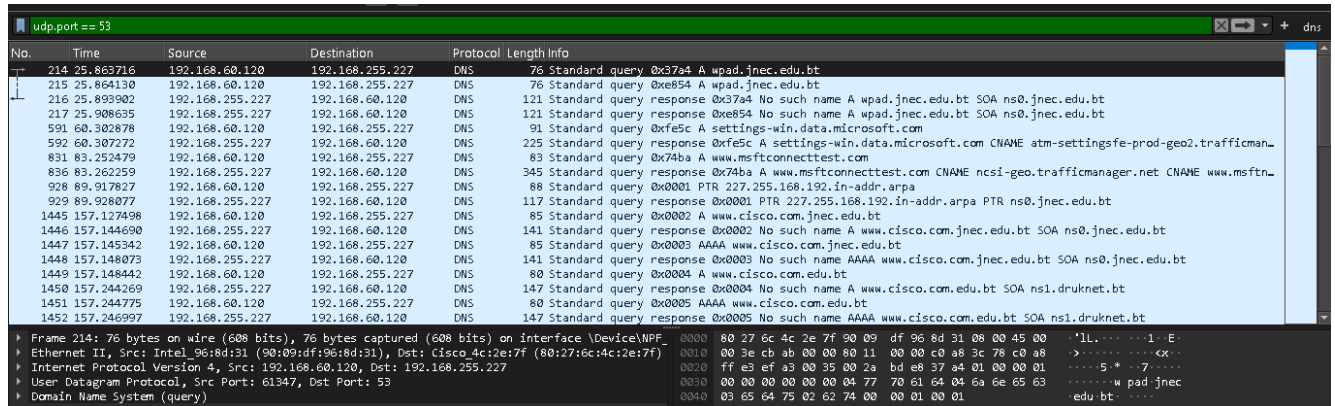 udp.port == 53 + dns
No. Time Source Destination Protocol Length Info
214 25.863716 192.168.60.120 192.168.255.227 DNS 76 Standard query 0x37a4 A wpad.jnec.edu.bt
215 25.864130 192.168.60.120 192.168.255.227 DNS 76 Standard query 0xe854 A wpad.jnec.edu.bt
216 25.893902 192.168.255.227 192.168.60.120 DNS 121 Standard query response 0x37a4 No such name A wpad.jnec.edu.bt SOA ns0.jnec.edu.bt
217 25.908635 192.168.255.227 192.168.60.120 DNS 121 Standard query response 0xe854 No such name A wpad.jnec.edu.bt SOA ns0.jnec.edu.bt
591 60.302878 192.168.60.120 192.168.255.227 DNS 91 Standard query 0xfe5c A settings-win.data.microsoft.com
592 60.307272 192.168.255.227 192.168.60.120 DNS 225 Standard query response 0xfe5c A settings-win.data.microsoft.com CNAME atm-settingsfe-prod-geo2.trafficman…
831 83.252479 192.168.60.120 192.168.255.227 DNS 83 Standard query 0x74ba A www.msftconnecttest.com
836 83.262259 192.168.255.227 192.168.60.120 DNS 345 Standard query response 0x74ba A www.msftconnecttest.com CNAME ncsi-geo.trafficmanager.net CNAME www.msftn…
928 89.917827 192.168.60.120 192.168.255.227 DNS 88 Standard query 0x0001 PTR 227.255.168.192.in-addr.arpa
929 89.928077 192.168.255.227 192.168.60.120 DNS 117 Standard query response 0x0001 PTR 227.255.168.192.in-addr.arpa PTR ns0.jnec.edu.bt
1445 157.127498 192.168.60.120 192.168.255.227 DNS 85 Standard query 0x0002 A www.cisco.com.jnec.edu.bt
1446 157.144690 192.168.255.227 192.168.60.120 DNS 141 Standard query response 0x0002 No such name A www.cisco.com.jnec.edu.bt SOA ns0.jnec.edu.bt
1447 157.145342 192.168.60.120 192.168.255.227 DNS 85 Standard query 0x0003 AAAA www.cisco.com.jnec.edu.bt
1448 157.148073 192.168.255.227 192.168.60.120 DNS 141 Standard query response 0x0003 No such name AAAA www.cisco.com.jnec.edu.bt SOA ns0.jnec.edu.bt
1449 157.148442 192.168.60.120 192.168.255.227 DNS 80 Standard query 0x0004 A www.cisco.com.edu.bt
1450 157.244269 192.168.255.227 192.168.60.120 DNS 147 Standard query response 0x0004 No such name A www.cisco.com.edu.bt SOA ns1.druknet.bt
1451 157.244775 192.168.60.120 192.168.255.227 DNS 80 Standard query 0x0005 AAAA www.cisco.com.edu.bt
1452 157.246997 192.168.255.227 192.168.60.120 DNS 147 Standard query response 0x0005 No such name AAAA www.cisco.com.edu.bt SOA ns1.druknet.bt
Frame 214: 76 bytes on wire (608 bits), 76 bytes captured (608 bits) on interface \Device\NPF_
Ethernet II, Src: Intel_96:8d:31 (90:09:df:96:8d:31), Dst: Cisco_4c:2e:7f (80:27:6c:4c:2e:7f)
Internet Protocol Version 4, Src: 192.168.60.120, Dst: 192.168.255.227
User Datagram Protocol, Src Port: 61347, Dst Port: 53
Domain Name System (query)
0000 80 27 6c 4c 2e 7f 90 09 df 96 8d 31 08 00 45 00 ·'lL.··· ···1··E·
0010 00 3e cb ab 00 00 80 11 00 00 c0 a8 3c 78 c0 a8 ·>······ ····<x··
0020 ff e3 ef a3 00 35 00 2a bd e8 37 a4 01 00 00 01 ·····5·* ··7·····
0030 00 00 00 00 00 00 04 77 70 61 64 04 6a 6e 65 63 ·······w pad·jnec
0040 03 65 64 75 02 62 74 00 00 01 00 01 ·edu·bt· ····